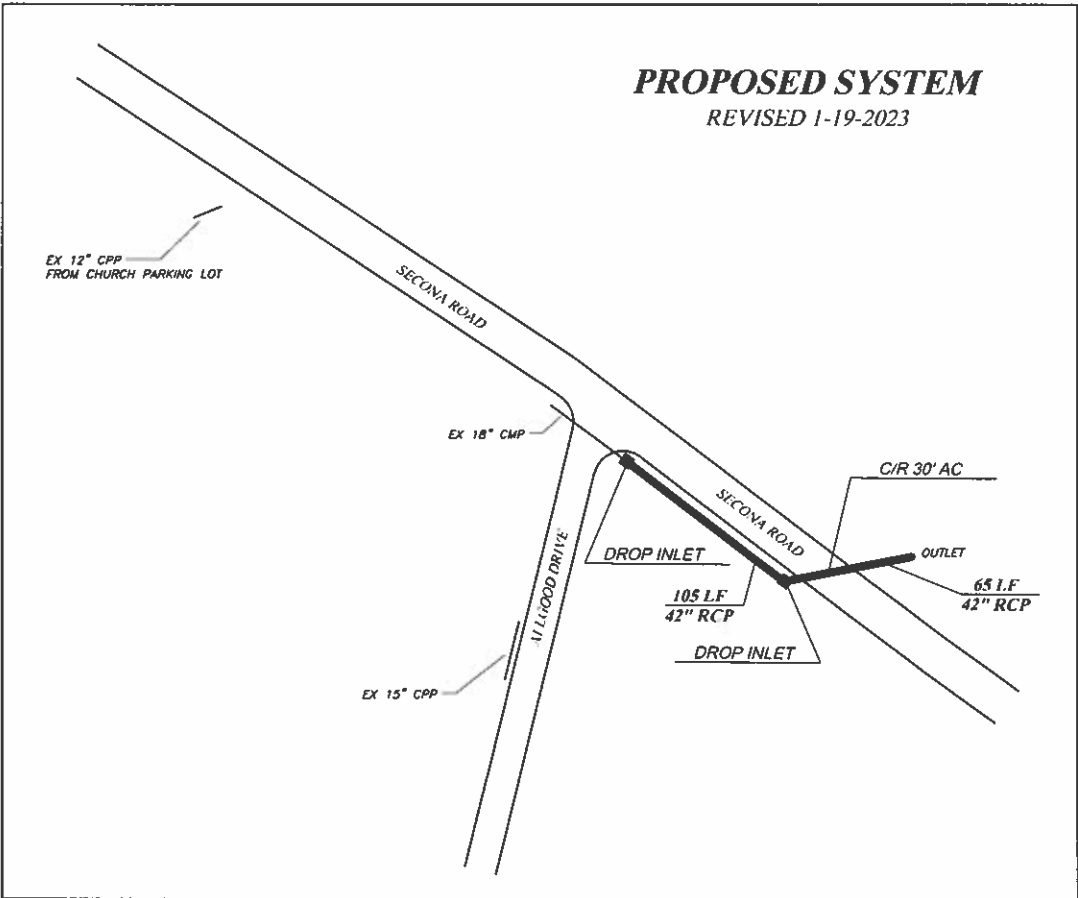 PROPOSED SYSTEM
REVISED 1-19-2023
EX 12" CPP
FROM CHURCH PARKING LOT
SECONA ROAD
EX 18" CMP
C/R 30' AC
SECONA ROAD
OUTLET
DROP INLET
65 LF
42" RCP
105 LF
42" RCP
ALLGOOD DRIVE
DROP INLET
EX 15" CPP